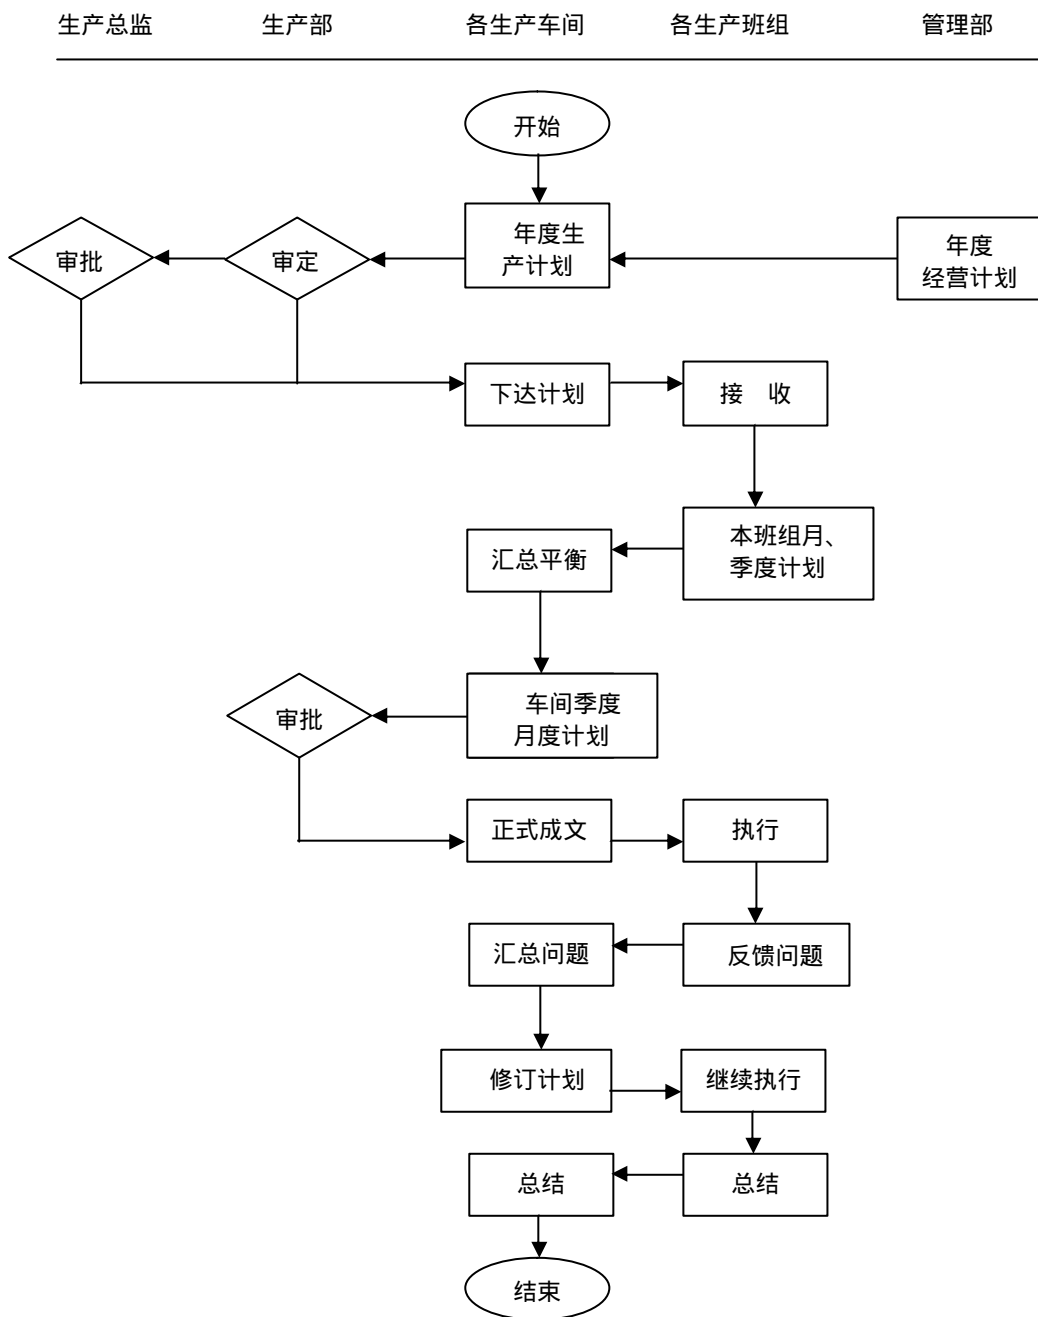 生产总监 生产部 各生产车间 各生产班组 管理部
开始
审批 审定 年度生 年度
产计划 经营计划
下达计划 接 收
汇总平衡 本班组月、
季度计划
审批 车间季度
月度计划
正式成文 执行
汇总问题 反馈问题
修订计划 继续执行
总结 总结
结束